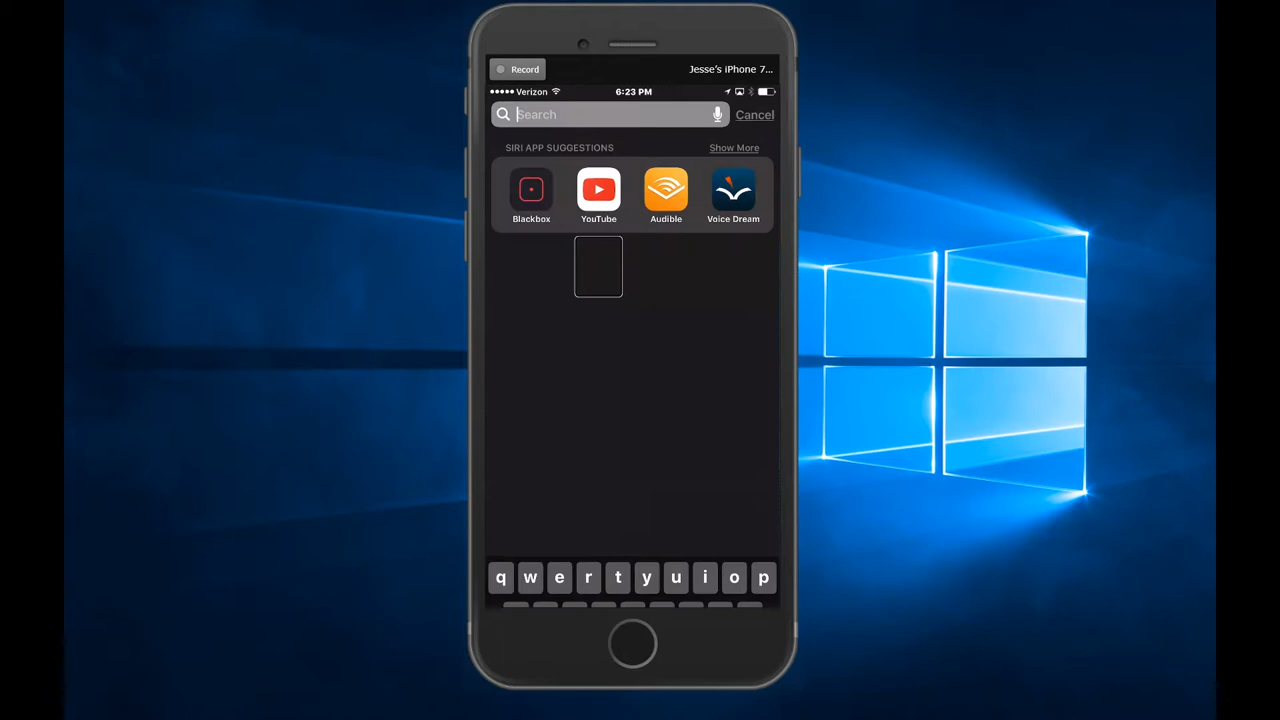 Record Jesse's iPhone 7...
Verizon 6:23 PM
Search Cancel
SIRI APP SUGGESTIONS Show More
Blackbox YouTube Audible Voice Dream
q w e r t y u i o p